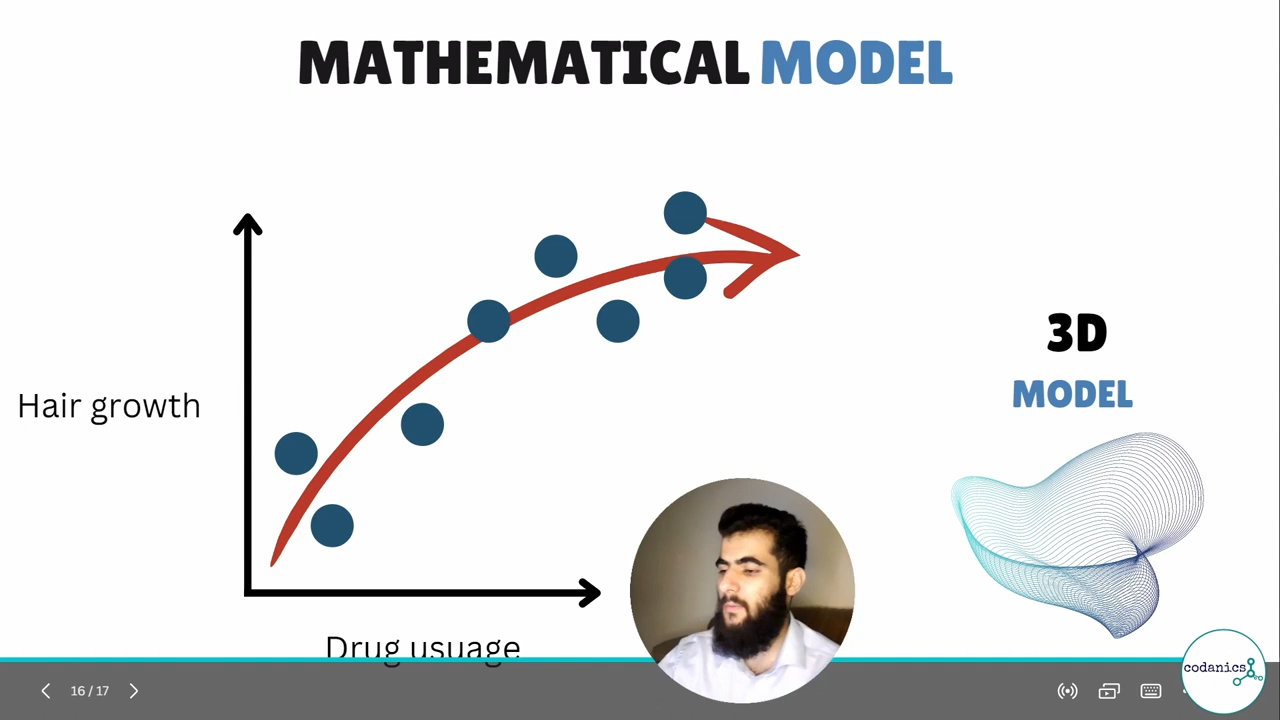 MATHEMATICAL MODEL
3D
MODEL
Hair growth
Drug usuage
16 / 17
codanics